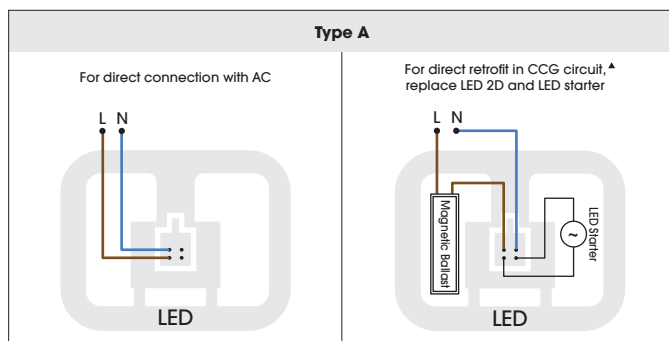 Type A
For direct connection with AC
L N
LED
For direct retrofit in CCG circuit,▲
replace LED 2D and LED starter
L N
Magnetic Ballast
~
LED Starter
LED